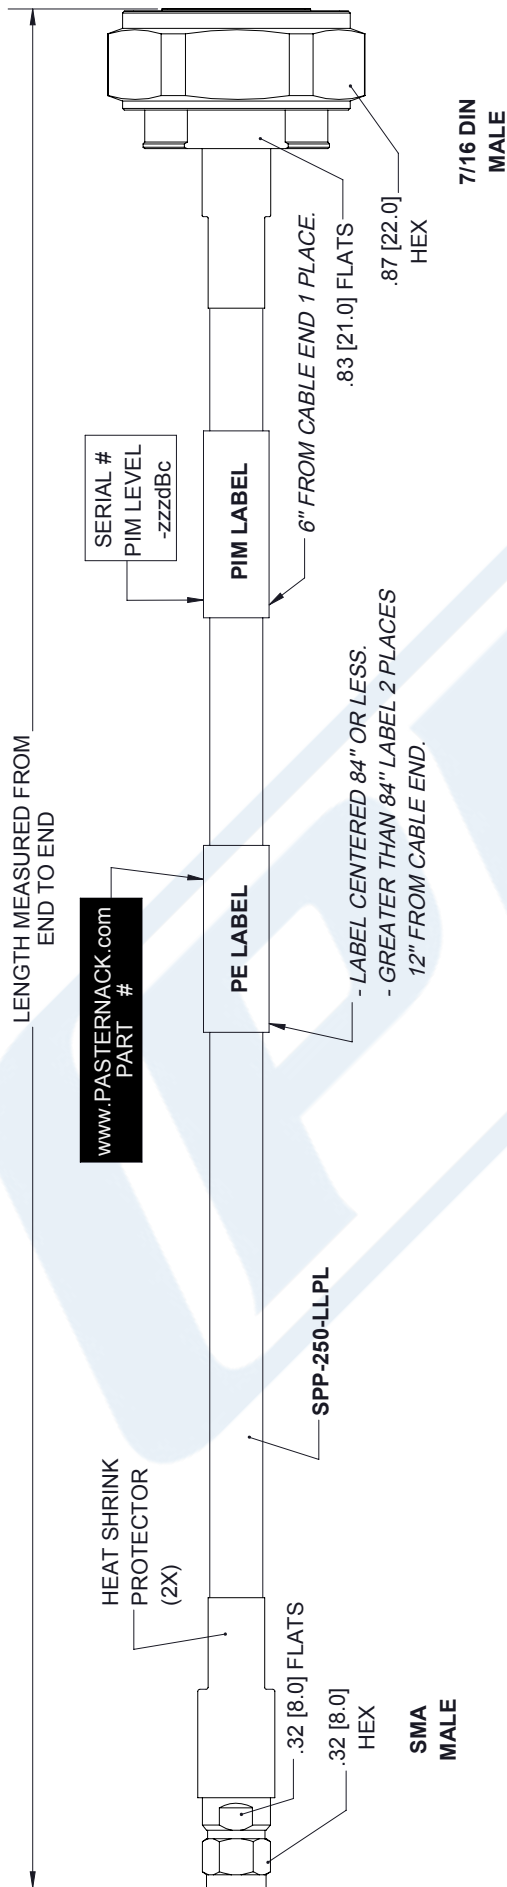 LENGTH MEASURED FROM
END TO END
www.PASTERNACK.com
PART #
SERIAL #
PIM LEVEL
-zzzdBc
HEAT SHRINK
PROTECTOR
(2X)
PE LABEL
PIM LABEL
.32 [8.0] FLATS
.32 [8.0]
HEX
SMA
MALE
SPP-250-LLPL
- LABEL CENTERED 84" OR LESS.
- GREATER THAN 84" LABEL 2 PLACES
12" FROM CABLE END.
6" FROM CABLE END 1 PLACE.
.83 [21.0] FLATS
.87 [22.0]
HEX
7/16 DIN
MALE